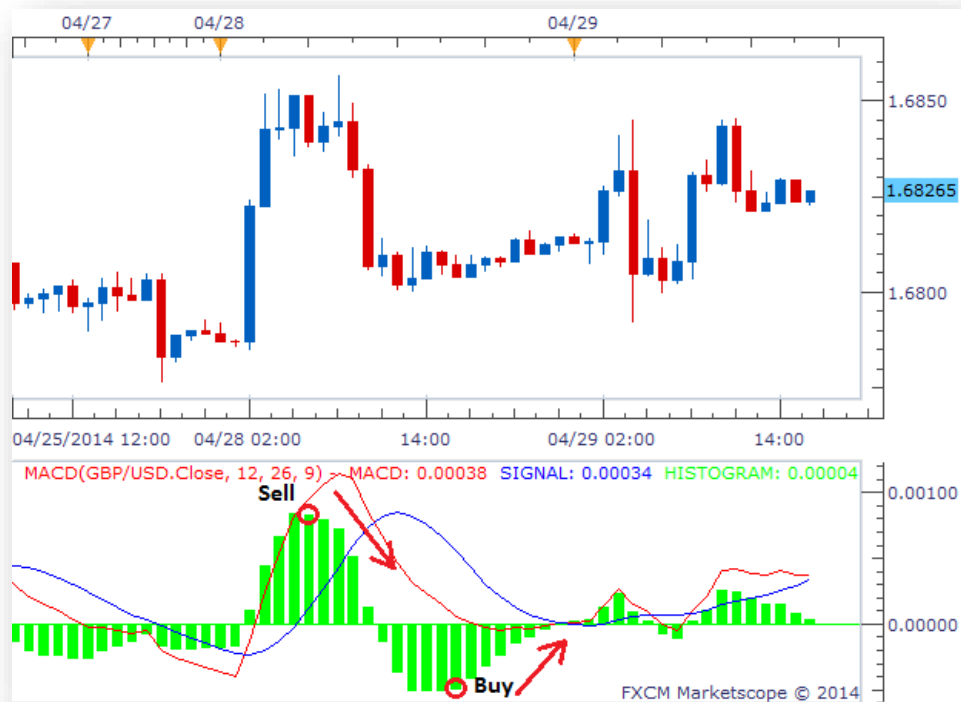 04/27 04/28 04/29
1.6850
1.68265
1.6800
04/25/2014 12:00 04/28 02:00 14:00 04/29 02:00 14:00
MACD(GBP/USD.Close, 12, 26, 9) - MACD: 0.00038 SIGNAL: 0.00034 HISTOGRAM: 0.00004
Sell
0.00100
0.00000
Buy
FXCM Marketscope © 2014